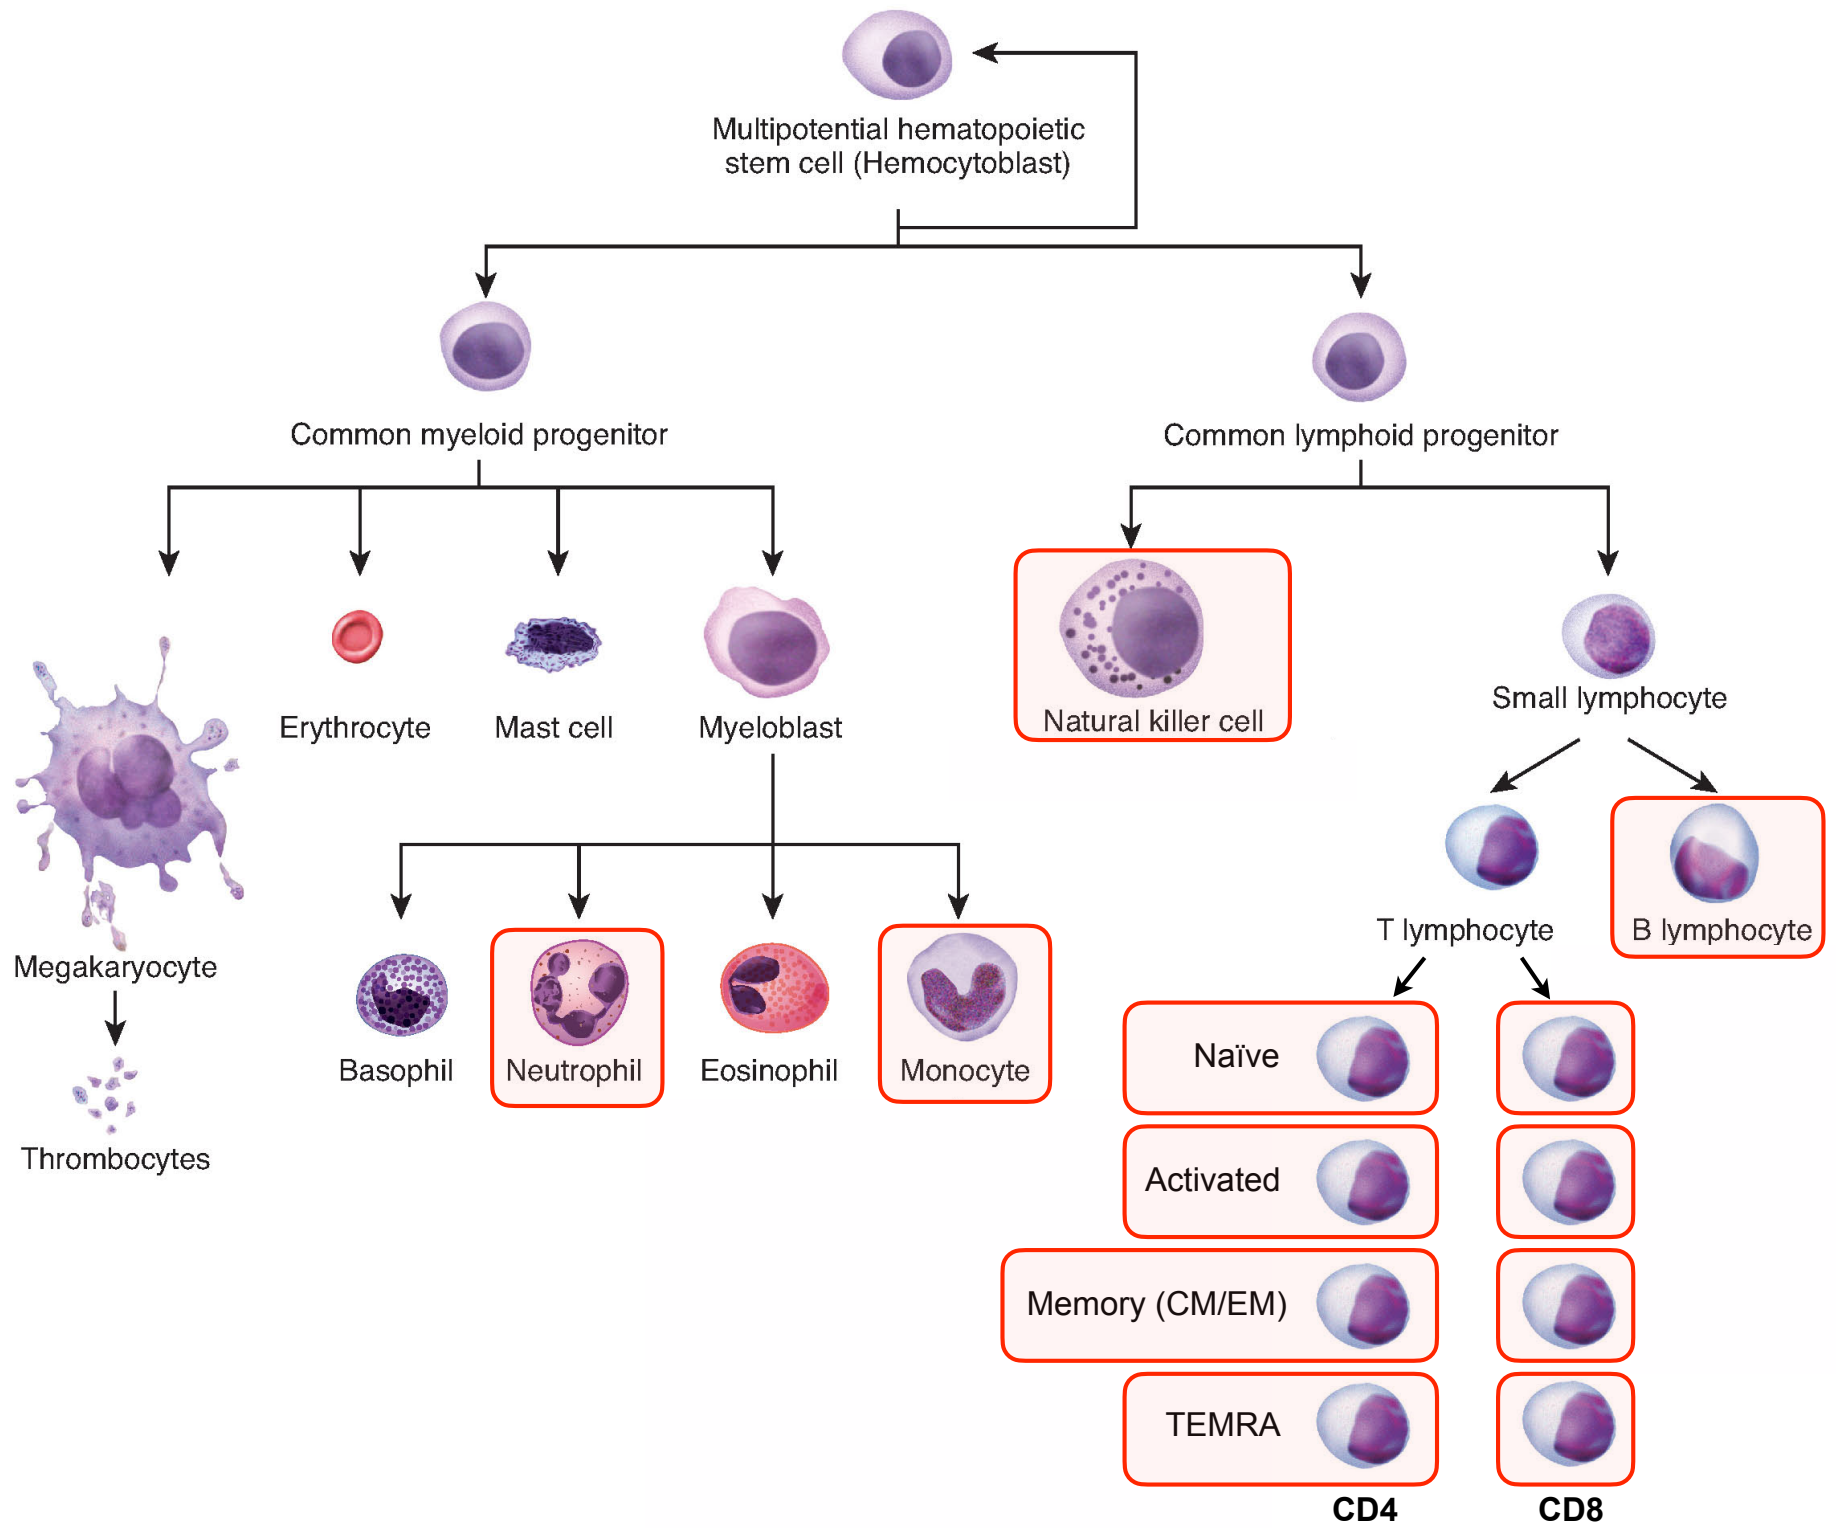 Multipotential hematopoietic
stem cell (Hemocytoblast)
Common myeloid progenitor
Common lymphoid progenitor
Erythrocyte
Mast cell
Myeloblast
Natural killer cell
Small lymphocyte
Megakaryocyte
Thrombocytes
Basophil
Neutrophil
Eosinophil
Monocyte
T lymphocyte
B lymphocyte
Naïve
Activated
Memory (CM/EM)
TEMRA
CD4
CD8